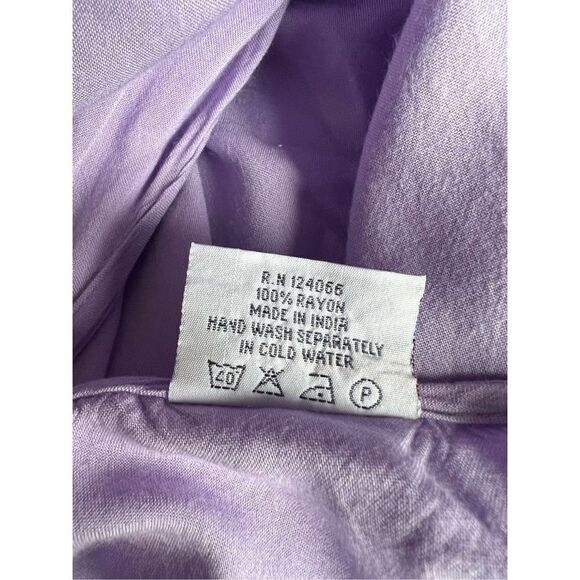 R.N 124066
100% RAYON
MADE IN INDIA
HAND WASH SEPARATELY
IN COLD WATER
40 P